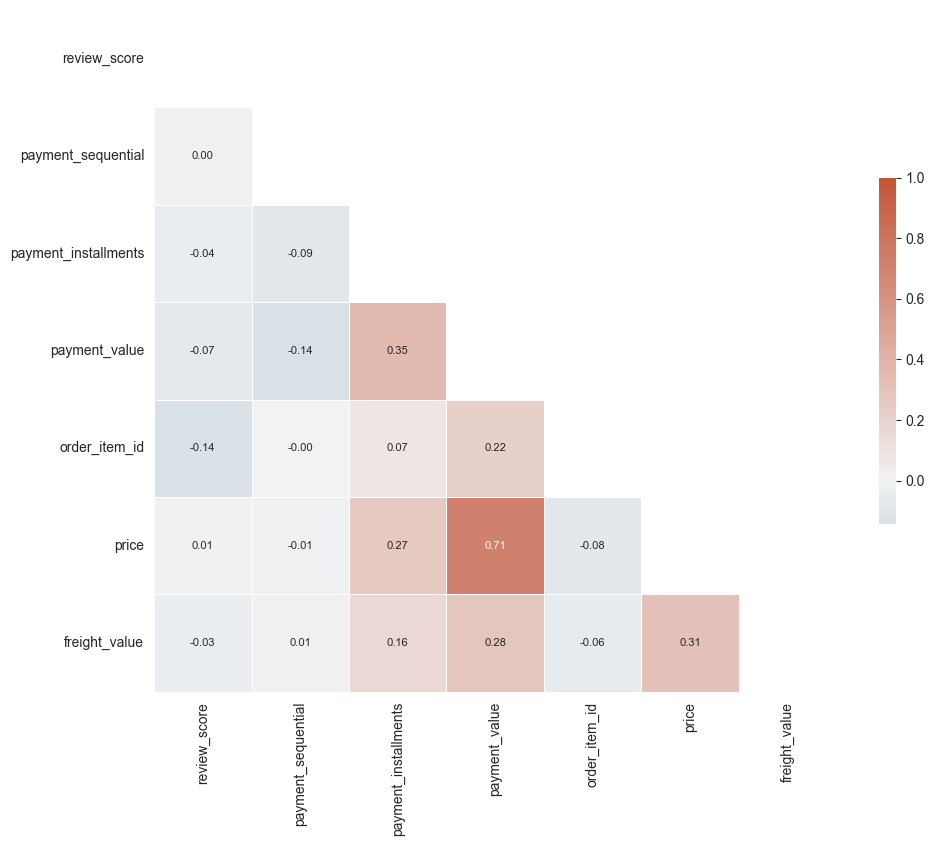 review_score
payment_sequential 0.00
payment_installments -0.04 -0.09
payment_value -0.07 -0.14 0.35
order_item_id -0.14 -0.00 0.07 0.22
price 0.01 -0.01 0.27 0.71 -0.08
freight_value -0.03 0.01 0.16 0.28 -0.06 0.31
review_score
payment_sequential
payment_installments
payment_value
order_item_id
price
freight_value
1.0
0.8
0.6
0.4
0.2
0.0